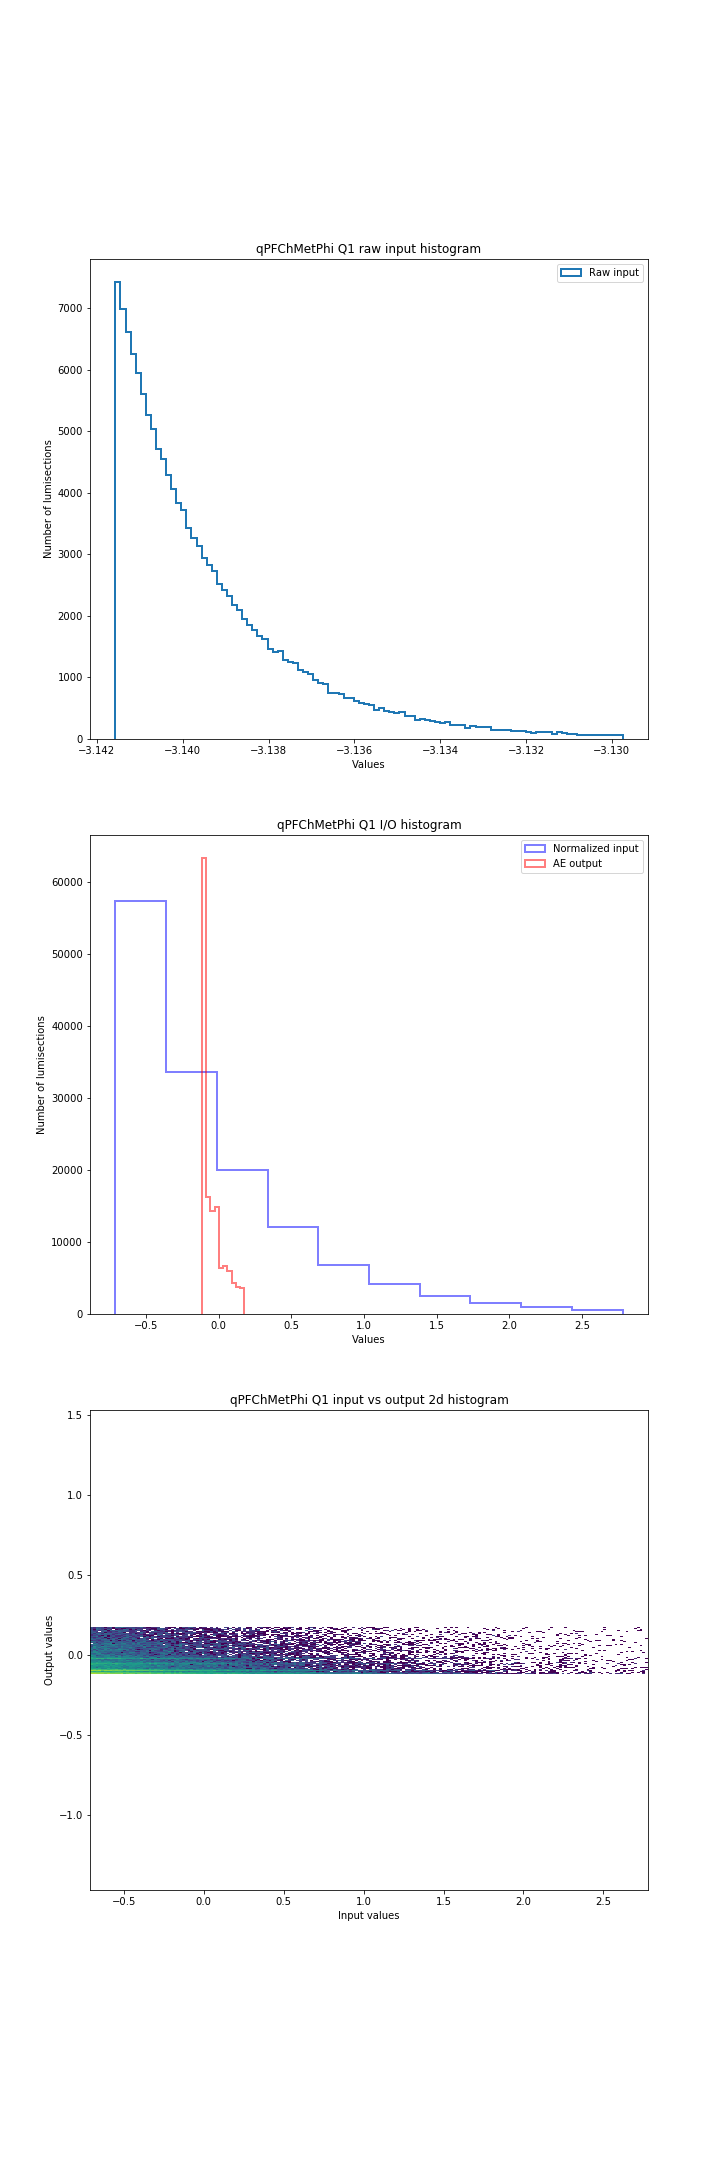 qPFChMetPhi Q1 raw input histogram
Raw input
7000
6000
5000
4000
3000
2000
1000
0
Number of lumisections
−3.142 −3.140 −3.138 −3.136 −3.134 −3.132 −3.130
Values
qPFChMetPhi Q1 I/O histogram
Normalized input
AE output
60000
50000
40000
30000
20000
10000
0
Number of lumisections
−0.5 0.0 0.5 1.0 1.5 2.0 2.5
Values
qPFChMetPhi Q1 input vs output 2d histogram
1.5
1.0
0.5
0.0
−0.5
−1.0
Output values
−0.5 0.0 0.5 1.0 1.5 2.0 2.5
Input values